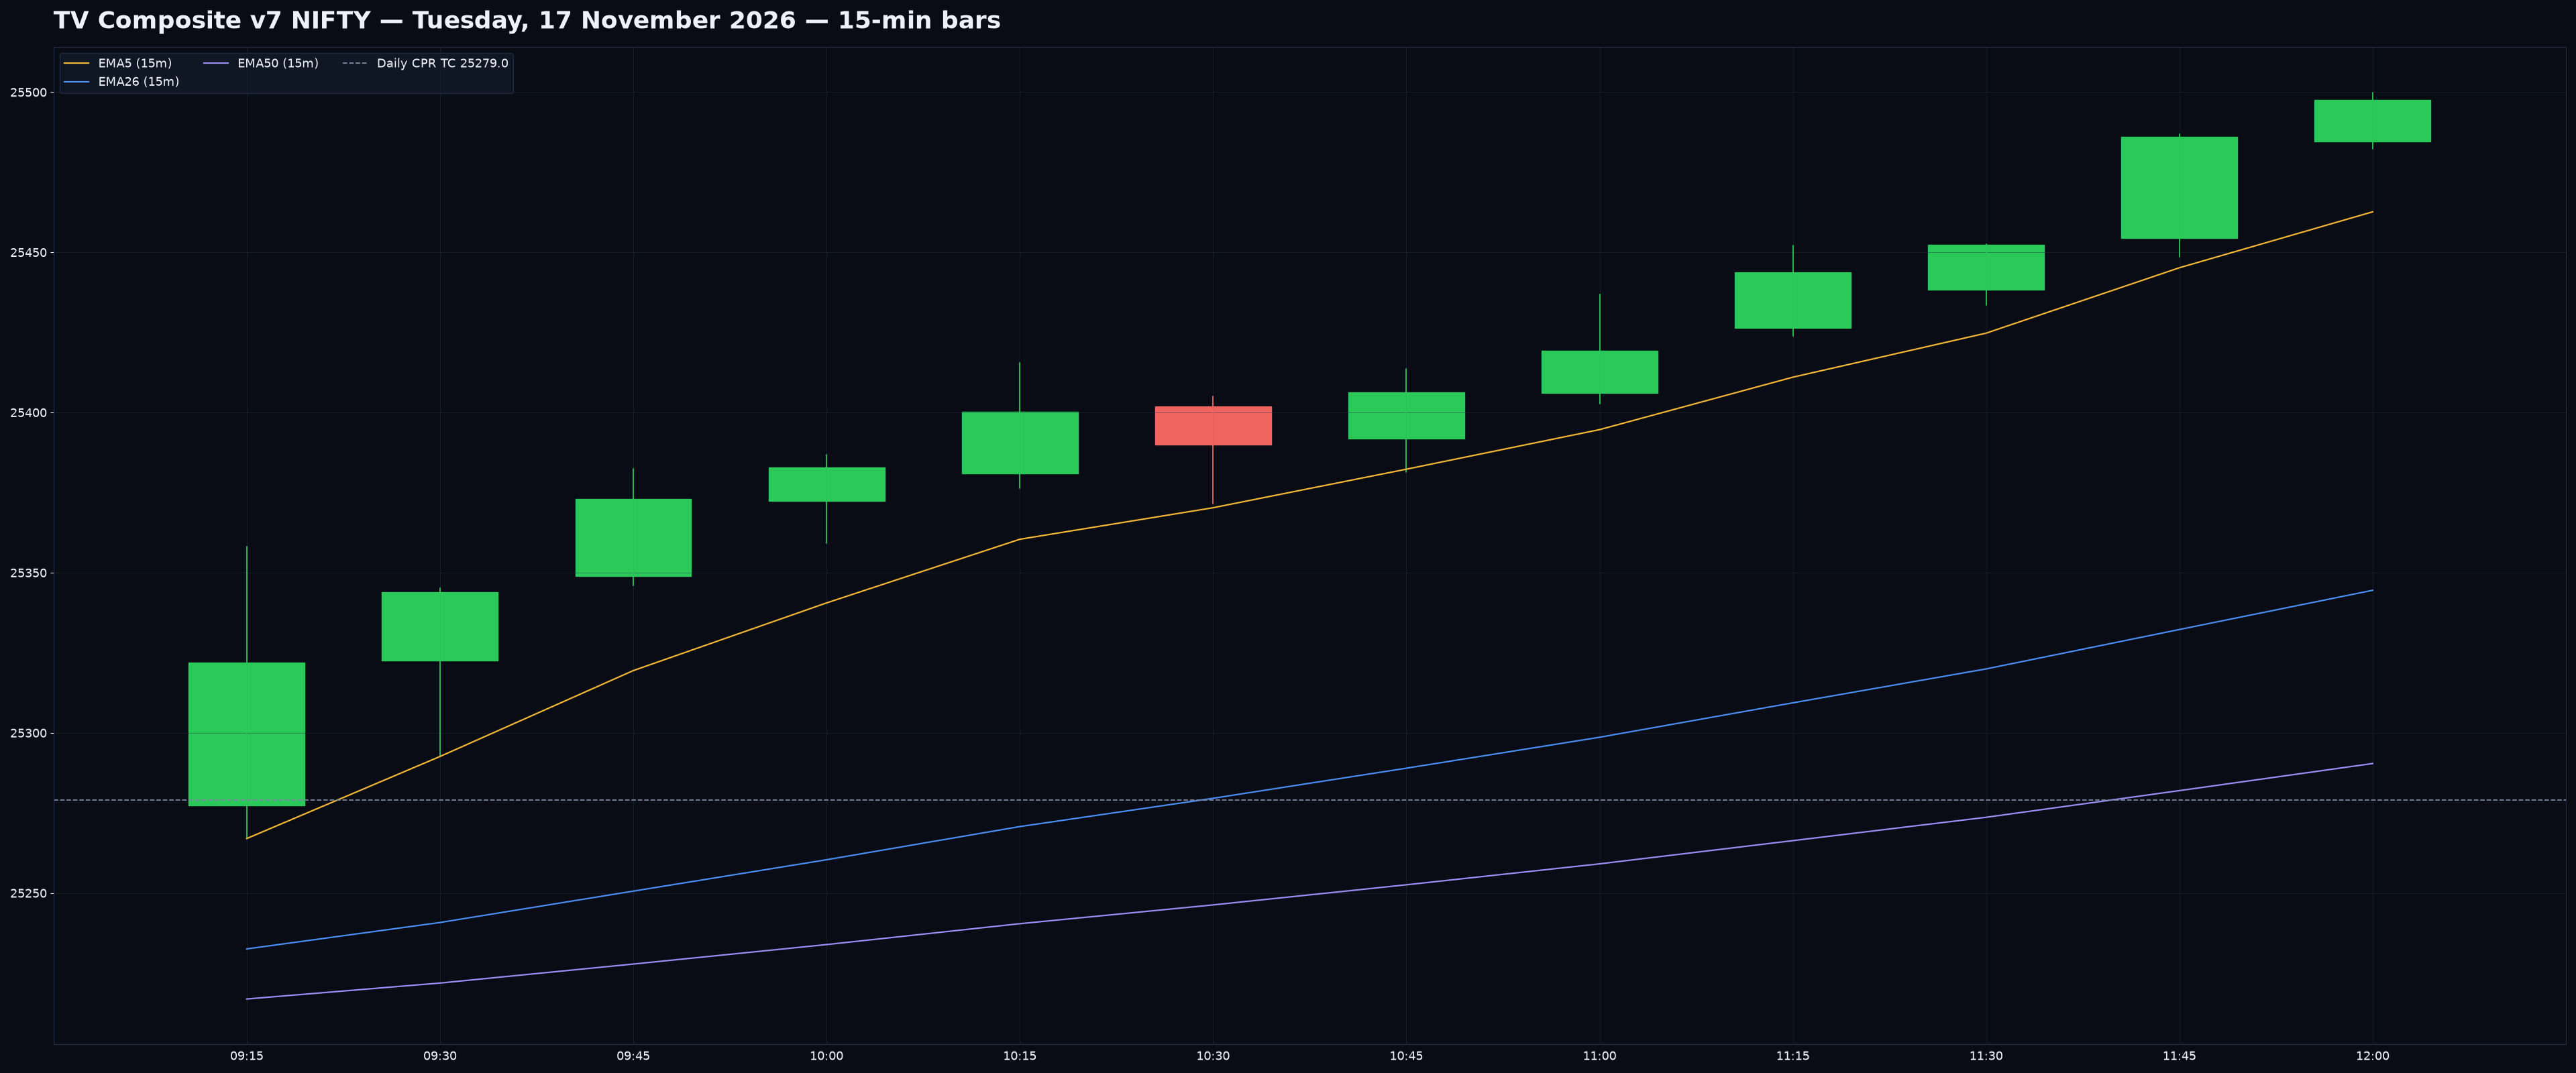 TV Composite v7 NIFTY — Tuesday, 17 November 2026 — 15-min bars
EMA5 (15m) EMA50 (15m) Daily CPR TC 25279.0
EMA26 (15m)
25500
25450
25400
25350
25300
25250
09:15 09:30 09:45 10:00 10:15 10:30 10:45 11:00 11:15 11:30 11:45 12:00